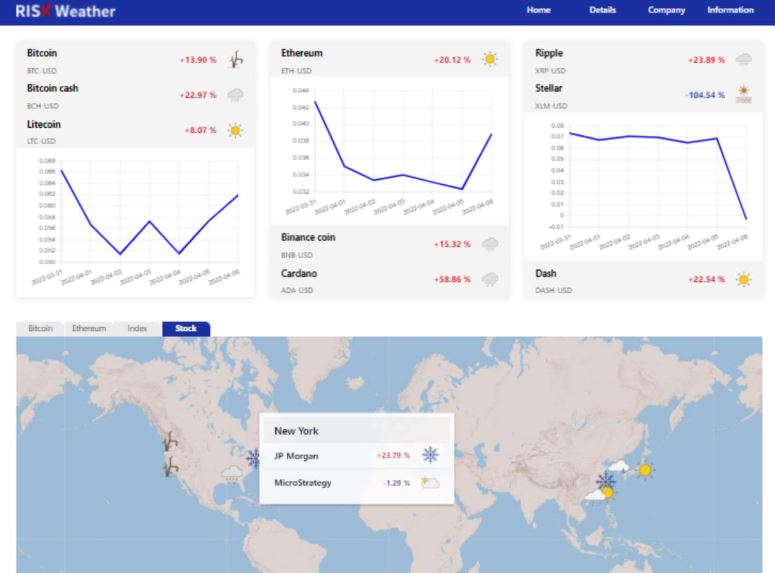 RISK Weather
Home Details Company Information
Bitcoin
BTC USD
+13.90 %
Bitcoin cash
BCH USD
+22.97 %
Litecoin
LTC USD
+8.07 %
0.068
0.066
0.060
0.058
0.056
0.054
0.052
0.050
2022-03-31 2022-04-01 2022-04-02 2022-04-03 2022-04-04 2022-04-05 2022-04-06
Ethereum
ETH USD
+20.12 %
0.044
0.042
0.040
0.038
0.036
0.034
0.032
2022-03-31 2022-04-01 2022-04-02 2022-04-03 2022-04-04 2022-04-05 2022-04-06
Binance coin
BNB USD
+15.32 %
Cardano
ADA USD
+58.86 %
Ripple
XRP USD
+23.89 %
Stellar
XLM USD
-104.54 %
0.08
0.07
0.06
0.05
0.04
0.03
0.02
0.01
0
-0.01
2022-03-31 2022-04-01 2022-04-02 2022-04-03 2022-04-04 2022-04-05 2022-04-06
Dash
DASH USD
+22.54 %
Bitcoin Ethereum Index Stock
New York
JP Morgan +23.79 %
MicroStrategy -1.29 %